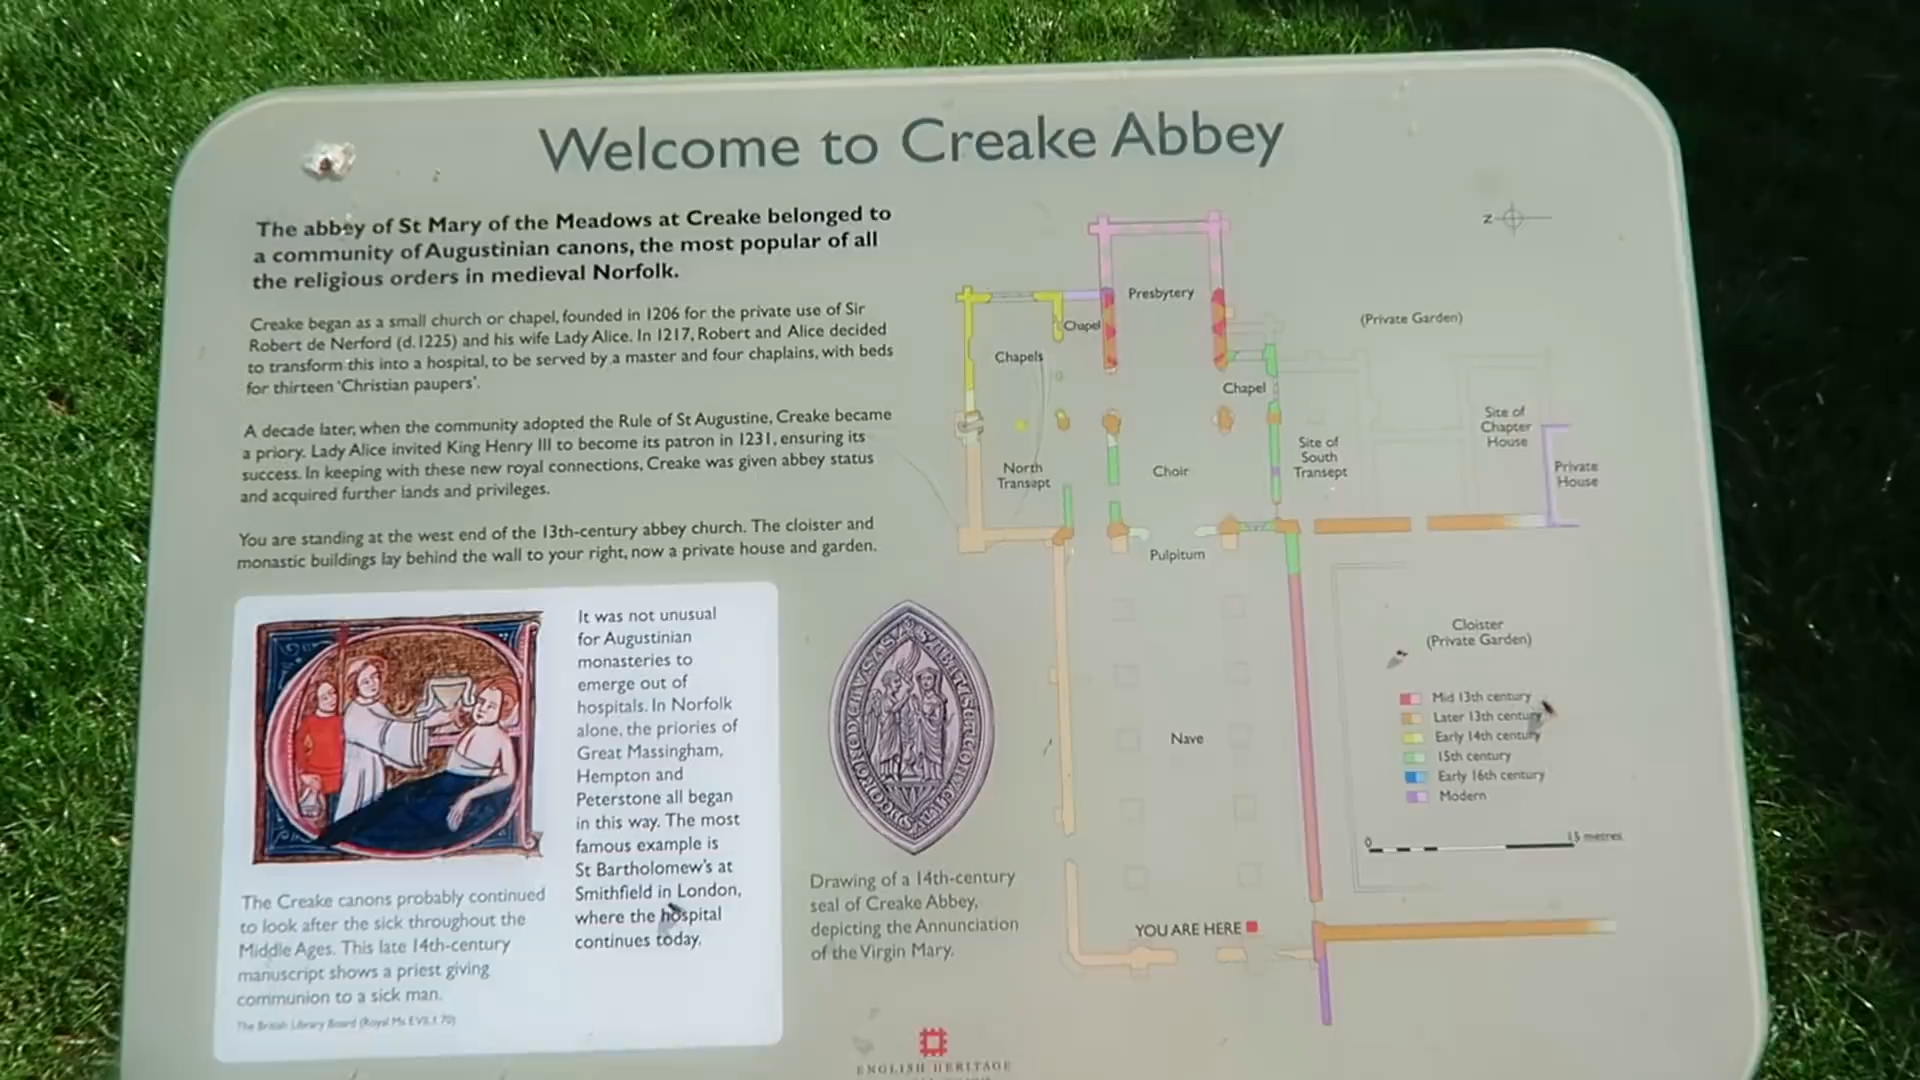 Welcome to Creake Abbey
The abbey of St Mary of the Meadows at Creake belonged to
a community of Augustinian canons, the most popular of all
the religious orders in medieval Norfolk.
Creake began as a small church or chapel, founded in 1206 for the private use of Sir
Robert de Nerford (d.1225) and his wife Lady Alice. In 1217, Robert and Alice decided
to transform this into a hospital, to be served by a master and four chaplains, with beds
for thirteen 'Christian paupers'.
A decade later, when the community adopted the Rule of St Augustine, Creake became
a priory. Lady Alice invited King Henry III to become its patron in 1231, ensuring its
success. In keeping with these new royal connections, Creake was given abbey status
and acquired further lands and privileges.
You are standing at the west end of the 13th-century abbey church. The cloister and
monastic buildings lay behind the wall to your right, now a private house and garden.
It was not unusual
for Augustinian
monasteries to
emerge out of
hospitals. In Norfolk
alone, the priories of
Great Massingham,
Hempton and
Peterstone all began
in this way. The most
famous example is
St Bartholomew's at
Smithfield in London,
where the hospital
continues today.
The Creake canons probably continued
to look after the sick throughout the
Middle Ages. This late 14th-century
manuscript shows a priest giving
communion to a sick man.
The British Library Board (Royal Ms
Drawing of a 14th-century
seal of Creake Abbey,
depicting the Annunciation
of the Virgin Mary.
ENGLISH HERITAGE
Z
Presbytery
(Private Garden)
Chapel
Chapels
Chapel
Site of
Chapter
House
Site of
South
Transept
Private
House
North
Transept
Choir
Pulpitum
Cloister
(Private Garden)
Nave
Mid 13th century
Later 13th century
Early 14th century
15th century
Early 16th century
Modern
0
15 metres
YOU ARE HERE